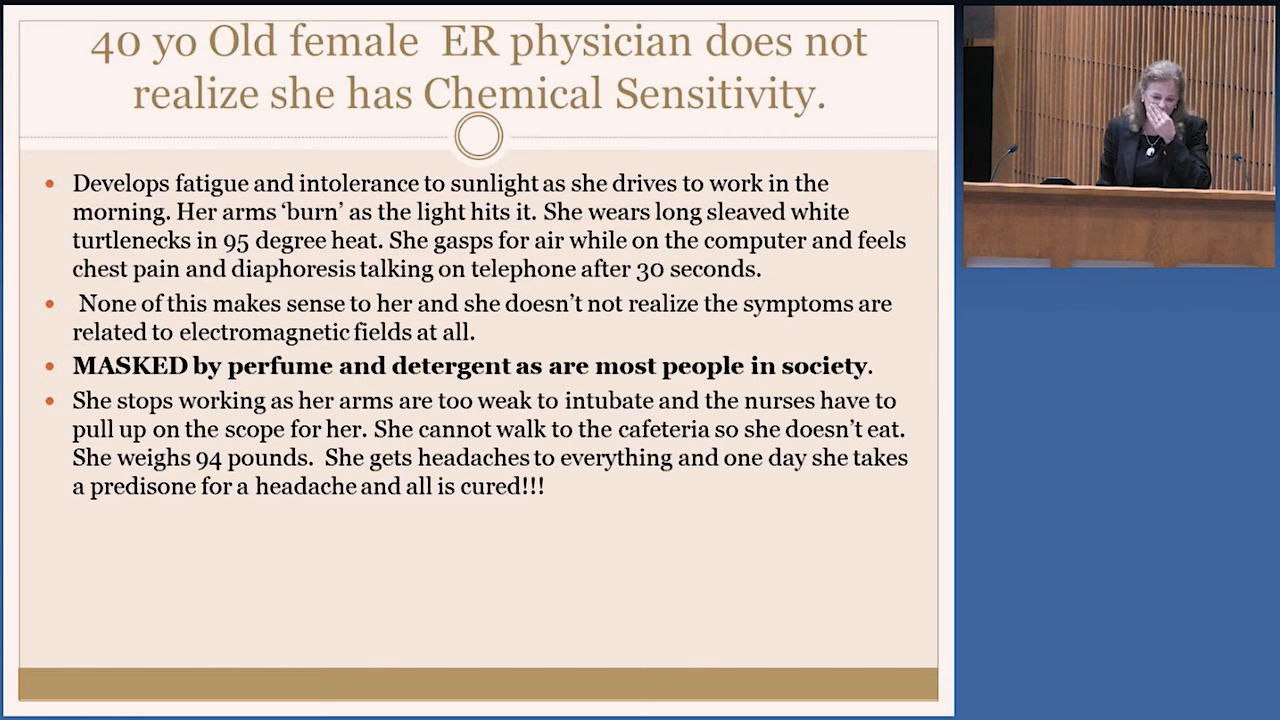 40 yo Old female ER physician does not
realize she has Chemical Sensitivity.
Develops fatigue and intolerance to sunlight as she drives to work in the
morning. Her arms ‘burn’ as the light hits it. She wears long sleaved white
turtlenecks in 95 degree heat. She gasps for air while on the computer and feels
chest pain and diaphoresis talking on telephone after 30 seconds.
None of this makes sense to her and she doesn’t not realize the symptoms are
related to electromagnetic fields at all.
MASKED by perfume and detergent as are most people in society.
She stops working as her arms are too weak to intubate and the nurses have to
pull up on the scope for her. She cannot walk to the cafeteria so she doesn’t eat.
She weighs 94 pounds. She gets headaches to everything and one day she takes
a predisone for a headache and all is cured!!!